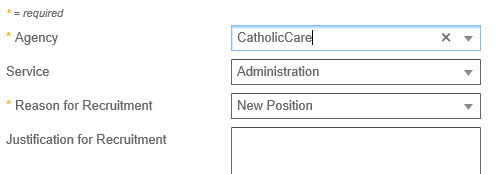 * = required
* Agency CatholicCare ✕
Service Administration
* Reason for Recruitment New Position
Justification for Recruitment